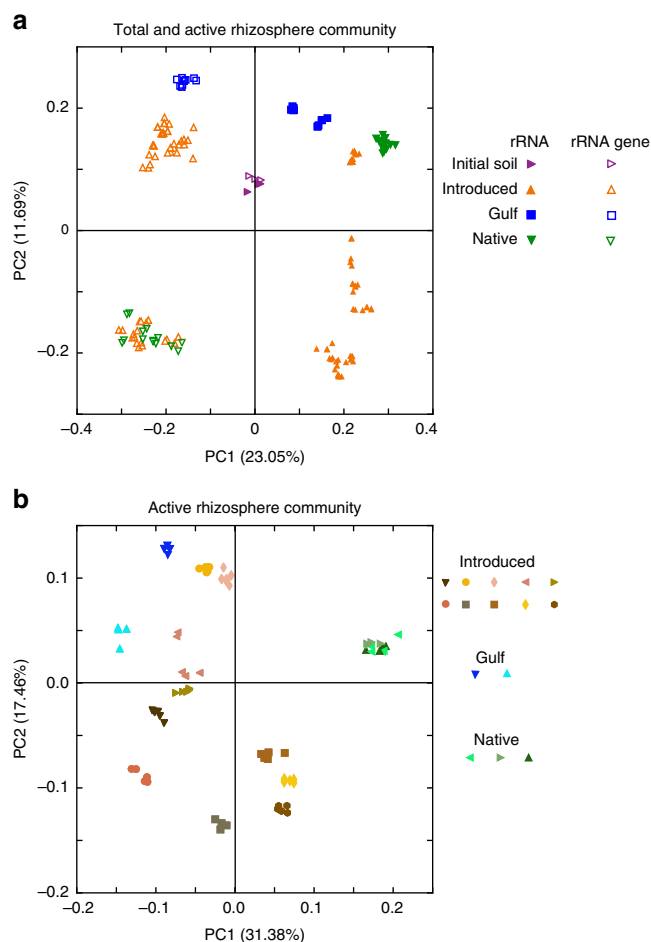 a
Total and active rhizosphere community
0.2
0
−0.2
−0.4
−0.2
0
0.2
0.4
PC2 (11.69%)
PC1 (23.05%)
rRNA rRNA gene
Initial soil
Introduced
Gulf
Native
b
Active rhizosphere community
0.1
0.0
−0.1
−0.2
−0.2
−0.1
0.0
0.1
0.2
PC2 (17.46%)
PC1 (31.38%)
Introduced
Gulf
Native